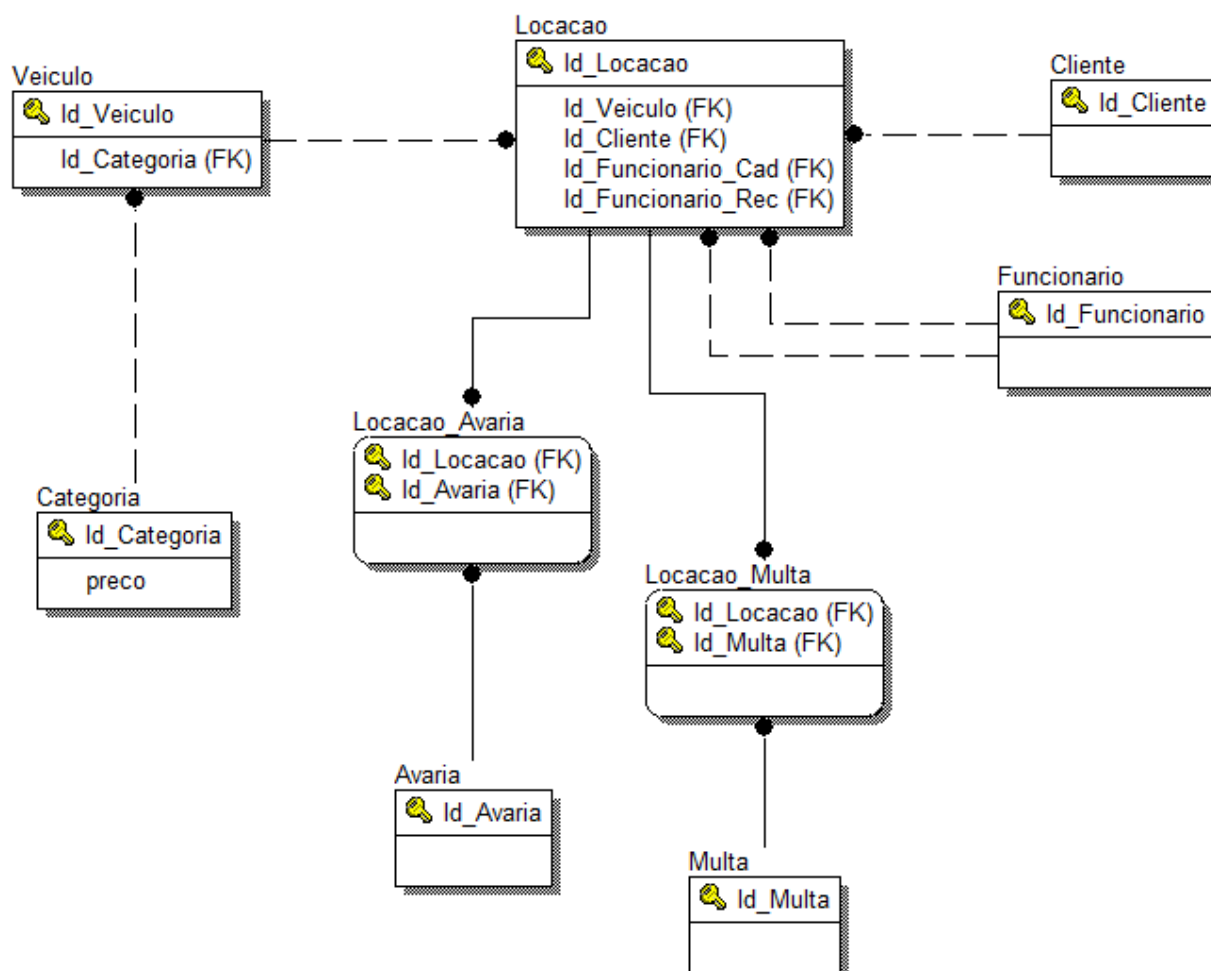 Locacao
Id_Locacao
Id_Veiculo (FK)
Id_Cliente (FK)
Id_Funcionario_Cad (FK)
Id_Funcionario_Rec (FK)
Veiculo
Id_Veiculo
Id_Categoria (FK)
Cliente
Id_Cliente
Funcionario
Id_Funcionario
Locacao_Avaria
Id_Locacao (FK)
Id_Avaria (FK)
Categoria
Id_Categoria
preco
Locacao_Multa
Id_Locacao (FK)
Id_Multa (FK)
Avaria
Id_Avaria
Multa
Id_Multa